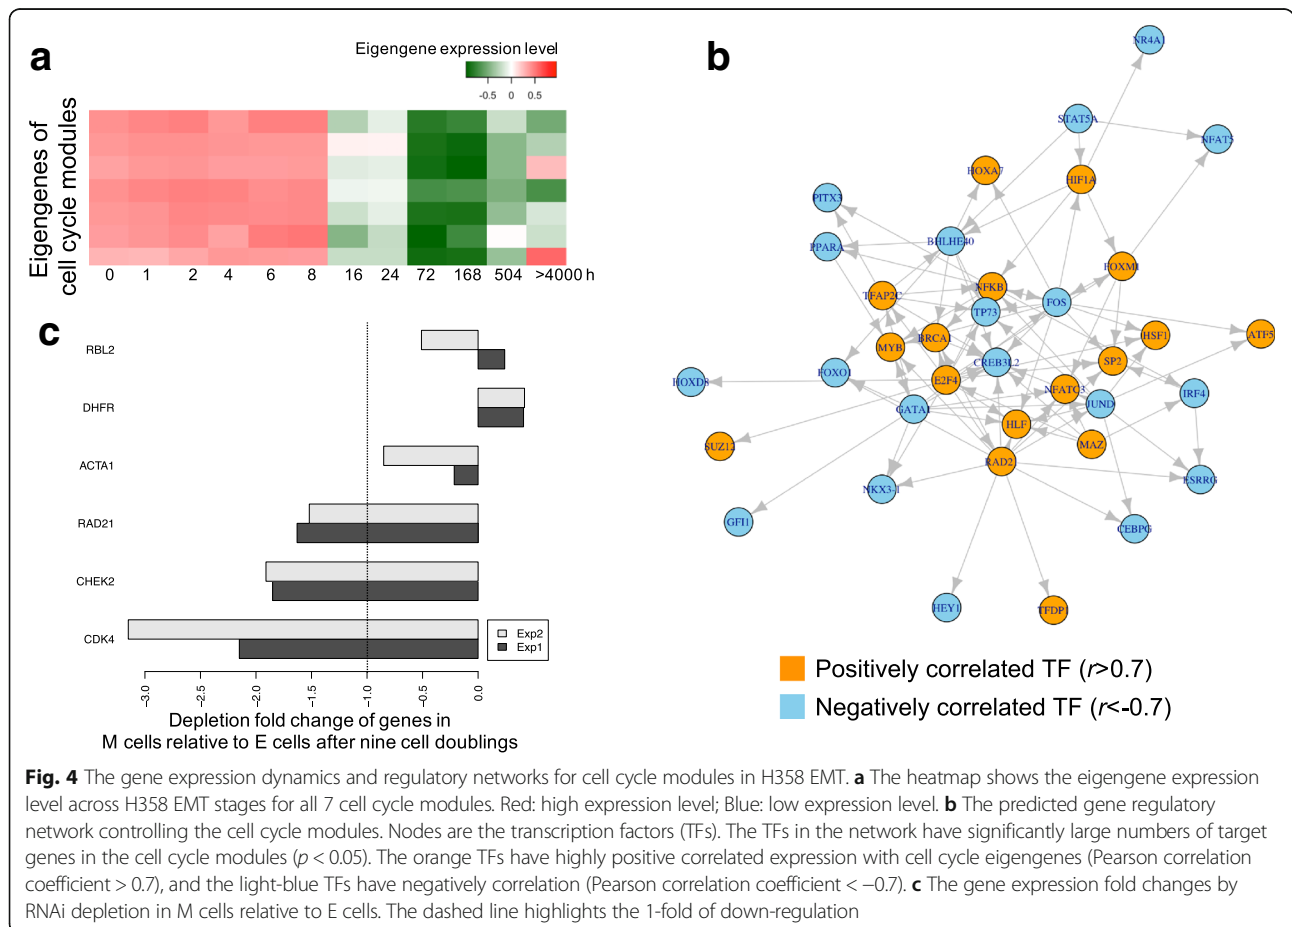 a
Eigengene expression level
-0.5 0 0.5
Eigengenes of
cell cycle modules
0 1 2 4 6 8 16 24 72 168 504 >4000 h
b
NR4A1
STAT5A
NFAT5
HOXA7
HIF1A
PITX3
PPARA
BHLHE40
FOXM1
TFAP2C
NFKB1
FOS
TP73
BRCA1
HSF1
ATF5
MYB
CREB3L2
SP2
FOXO1
HOXD8
E2F4
NFATC3
IRF4
GATA1
JUND
HLF
SUZ12
MAZ
RAD2
ESRRG
NKX3-1
GFI1
CEBPG
HEY1
TFDP1
Positively correlated TF (r>0.7)
Negatively correlated TF (r<-0.7)
c
RBL2
DHFR
ACTA1
RAD21
CHEK2
CDK4
Exp2
Exp1
-3.0 -2.5 -2.0 -1.5 -1.0 -0.5 0.0
Depletion fold change of genes in
M cells relative to E cells after nine cell doublings
Fig. 4 The gene expression dynamics and regulatory networks for cell cycle modules in H358 EMT. a The heatmap shows the eigengene expression
level across H358 EMT stages for all 7 cell cycle modules. Red: high expression level; Blue: low expression level. b The predicted gene regulatory
network controlling the cell cycle modules. Nodes are the transcription factors (TFs). The TFs in the network have significantly large numbers of target
genes in the cell cycle modules (p < 0.05). The orange TFs have highly positive correlated expression with cell cycle eigengenes (Pearson correlation
coefficient > 0.7), and the light-blue TFs have negatively correlation (Pearson correlation coefficient < −0.7). c The gene expression fold changes by
RNAi depletion in M cells relative to E cells. The dashed line highlights the 1-fold of down-regulation